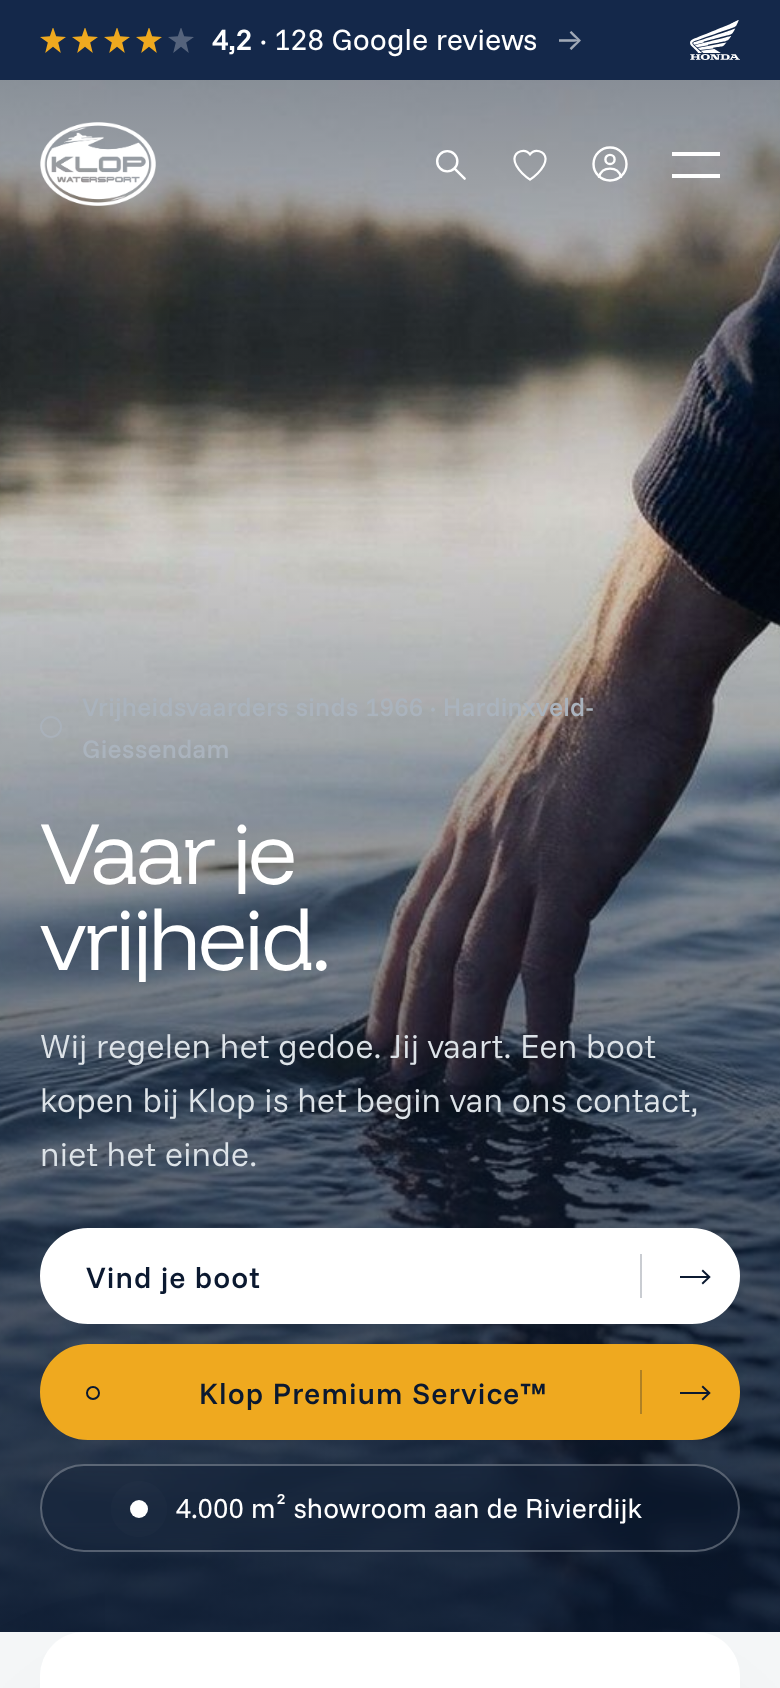 4,2 · 128 Google reviews
HONDA
KLOP
WATERSPORT
Vrijheidsvaarders sinds 1966 · Hardinxveld-
Giessendam
Vaar je
vrijheid.
Wij regelen het gedoe. Jij vaart. Een boot
kopen bij Klop is het begin van ons contact,
niet het einde.
Vind je boot
Klop Premium Service™
4.000 m² showroom aan de Rivierdijk